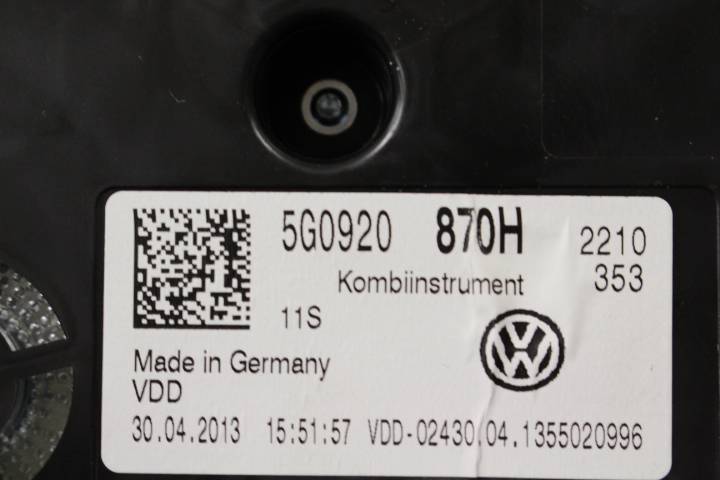 5G0920 870H 2210
Kombiinstrument 353
11S
Made in Germany
VDD
30.04.2013 15:51:57 VDD-02430.04.1355020996